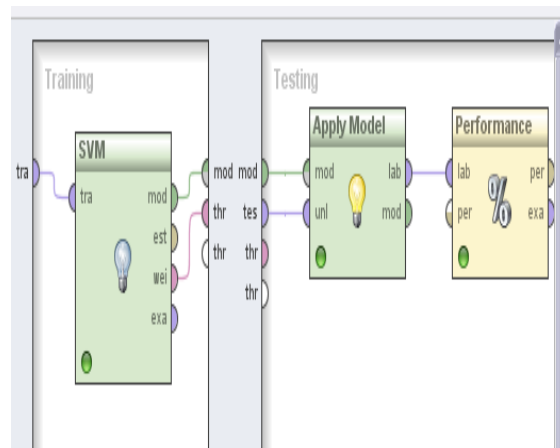 Training
Testing
SVM
tra
tra
mod
est
wei
exa
mod
thr
thr
mod
tes
thr
thr
Apply Model
mod
unl
lab
mod
Performance
lab
per
%
per
exa